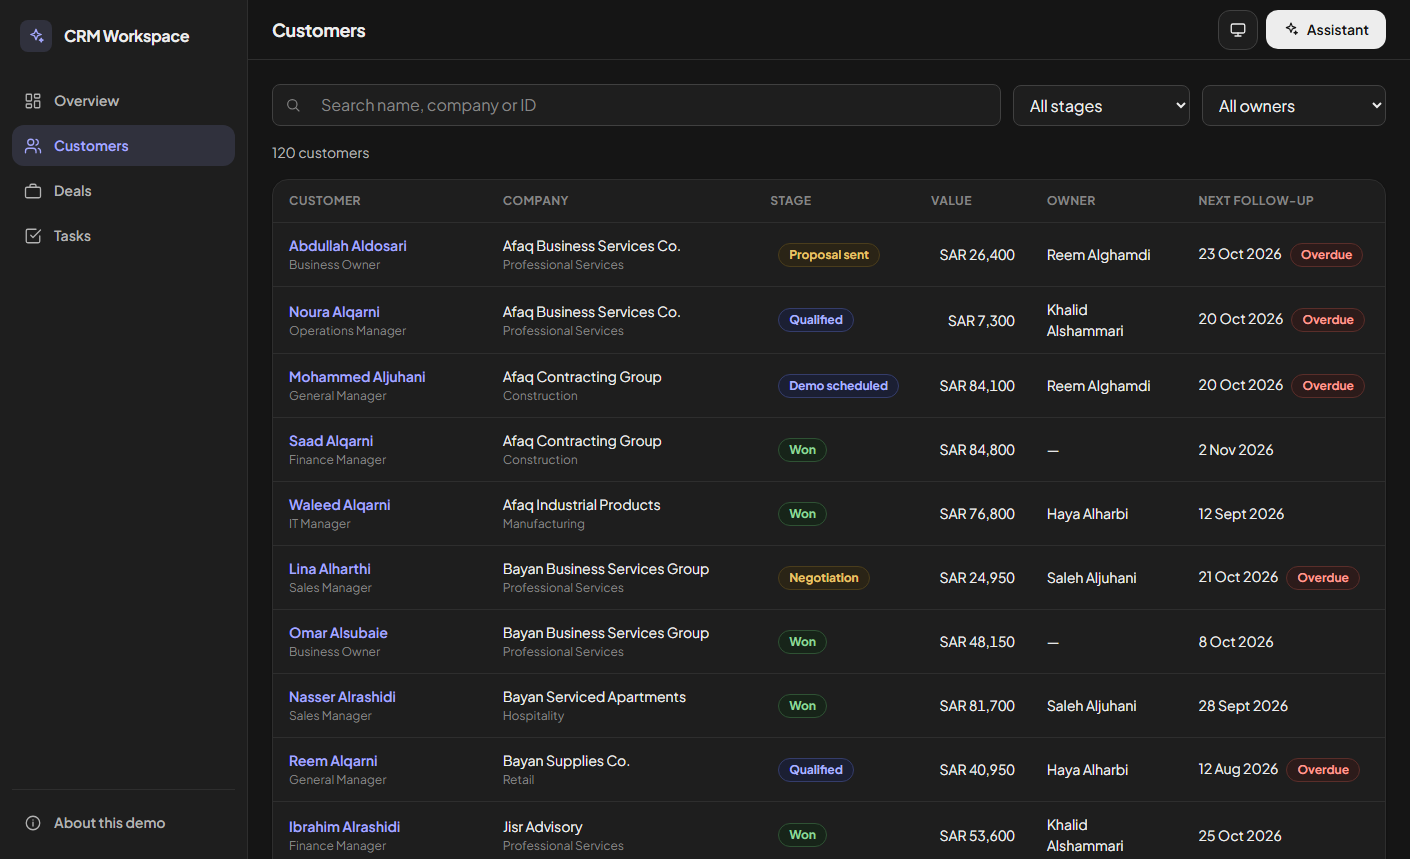 CRM Workspace
Overview
Customers
Deals
Tasks
About this demo
Customers
Assistant
Search name, company or ID
All stages
All owners
120 customers
CUSTOMER COMPANY STAGE VALUE OWNER NEXT FOLLOW-UP
Abdullah Aldosari Afaq Business Services Co. Proposal sent SAR 26,400 Reem Alghamdi 23 Oct 2026 Overdue
Business Owner Professional Services
Noura Alqarni Afaq Business Services Co. Qualified SAR 7,300 Khalid Alshammari 20 Oct 2026 Overdue
Operations Manager Professional Services
Mohammed Aljuhani Afaq Contracting Group Demo scheduled SAR 84,100 Reem Alghamdi 20 Oct 2026 Overdue
General Manager Construction
Saad Alqarni Afaq Contracting Group Won SAR 84,800 — 2 Nov 2026
Finance Manager Construction
Waleed Alqarni Afaq Industrial Products Won SAR 76,800 Haya Alharbi 12 Sept 2026
IT Manager Manufacturing
Lina Alharthi Bayan Business Services Group Negotiation SAR 24,950 Saleh Aljuhani 21 Oct 2026 Overdue
Sales Manager Professional Services
Omar Alsubaie Bayan Business Services Group Won SAR 48,150 — 8 Oct 2026
Business Owner Professional Services
Nasser Alrashidi Bayan Serviced Apartments Won SAR 81,700 Saleh Aljuhani 28 Sept 2026
Sales Manager Hospitality
Reem Alqarni Bayan Supplies Co. Qualified SAR 40,950 Haya Alharbi 12 Aug 2026 Overdue
General Manager Retail
Ibrahim Alrashidi Jisr Advisory Won SAR 53,600 Khalid Alshammari 25 Oct 2026
Finance Manager Professional Services